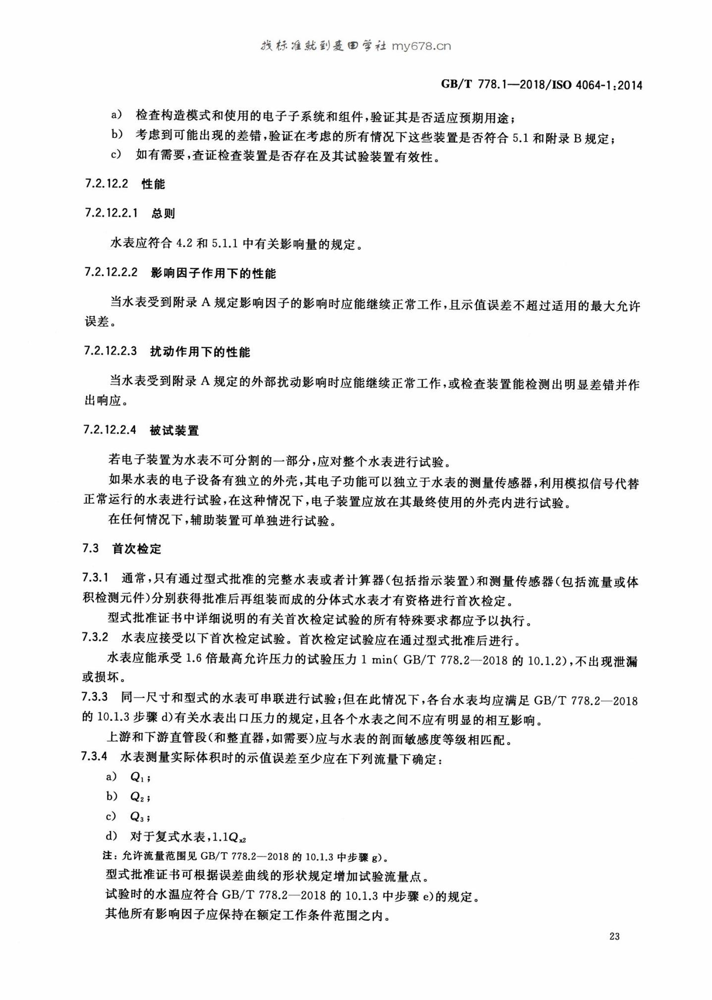 找标准就到麦田学社 my678.cn
GB/T 778.1—2018/ISO 4064-1:2014
a) 检查构造模式和使用的电子子系统和组件,验证其是否适应预期用途;
b) 考虑到可能出现的差错,验证在考虑的所有情况下这些装置是否符合 5.1 和附录 B 规定;
c) 如有需要,查证检查装置是否存在及其试验装置有效性。
7.2.12.2 性能
7.2.12.2.1 总则
水表应符合 4.2 和 5.1.1 中有关影响量的规定。
7.2.12.2.2 影响因子作用下的性能
当水表受到附录 A 规定影响因子的影响时应能继续正常工作,且示值误差不超过适用的最大允许
误差。
7.2.12.2.3 扰动作用下的性能
当水表受到附录 A 规定的外部扰动影响时应能继续正常工作,或检查装置能检测出明显差错并作
出响应。
7.2.12.2.4 被试装置
若电子装置为水表不可分割的一部分,应对整个水表进行试验。
如果水表的电子设备有独立的外壳,其电子功能可以独立于水表的测量传感器,利用模拟信号代替
正常运行的水表进行试验,在这种情况下,电子装置应放在其最终使用的外壳内进行试验。
在任何情况下,辅助装置可单独进行试验。
7.3 首次检定
7.3.1 通常,只有通过型式批准的完整水表或者计算器(包括指示装置)和测量传感器(包括流量或体
积检测元件)分别获得批准后再组装而成的分体式水表才有资格进行首次检定。
型式批准证书中详细说明的有关首次检定试验的所有特殊要求都应予以执行。
7.3.2 水表应接受以下首次检定试验。首次检定试验应在通过型式批准后进行。
水表应能承受 1.6 倍最高允许压力的试验压力 1 min( GB/T 778.2—2018 的 10.1.2),不出现泄漏
或损坏。
7.3.3 同一尺寸和型式的水表可串联进行试验;但在此情况下,各台水表均应满足 GB/T 778.2—2018
的 10.1.3 步骤 d)有关水表出口压力的规定,且各个水表之间不应有明显的相互影响。
上游和下游直管段(和整直器,如需要)应与水表的剖面敏感度等级相匹配。
7.3.4 水表测量实际体积时的示值误差至少应在下列流量下确定:
a) Q₁;
b) Q₂;
c) Q₃;
d) 对于复式水表,1.1Qₓ₂
注: 允许流量范围见 GB/T 778.2—2018 的 10.1.3 中步骤 g)。
型式批准证书可根据误差曲线的形状规定增加试验流量点。
试验时的水温应符合 GB/T 778.2—2018 的 10.1.3 中步骤 e)的规定。
其他所有影响因子应保持在额定工作条件范围之内。
23